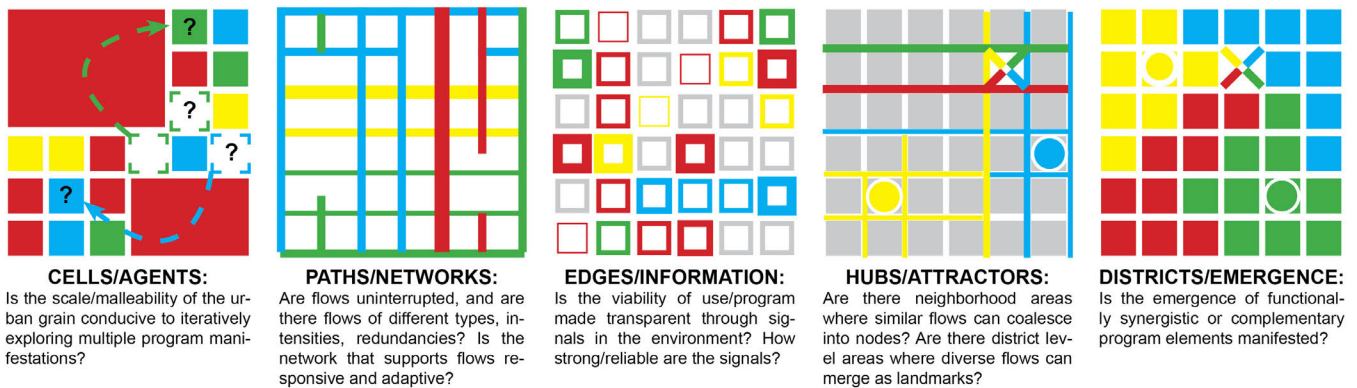 ?
?
?
?
CELLS/AGENTS:
Is the scale/malleability of the ur-
ban grain conducive to iteratively
exploring multiple program mani-
festations?
PATHS/NETWORKS:
Are flows uninterrupted, and are
there flows of different types, in-
tensities, redundancies? Is the
network that supports flows re-
sponsive and adaptive?
EDGES/INFORMATION:
Is the viability of use/program
made transparent through sig-
nals in the environment? How
strong/reliable are the signals?
HUBS/ATTRACTORS:
Are there neighborhood areas
where similar flows can coalesce
into nodes? Are there district lev-
el areas where diverse flows can
merge as landmarks?
DISTRICTS/EMERGENCE:
Is the emergence of functional-
ly synergistic or complementary
program elements manifested?